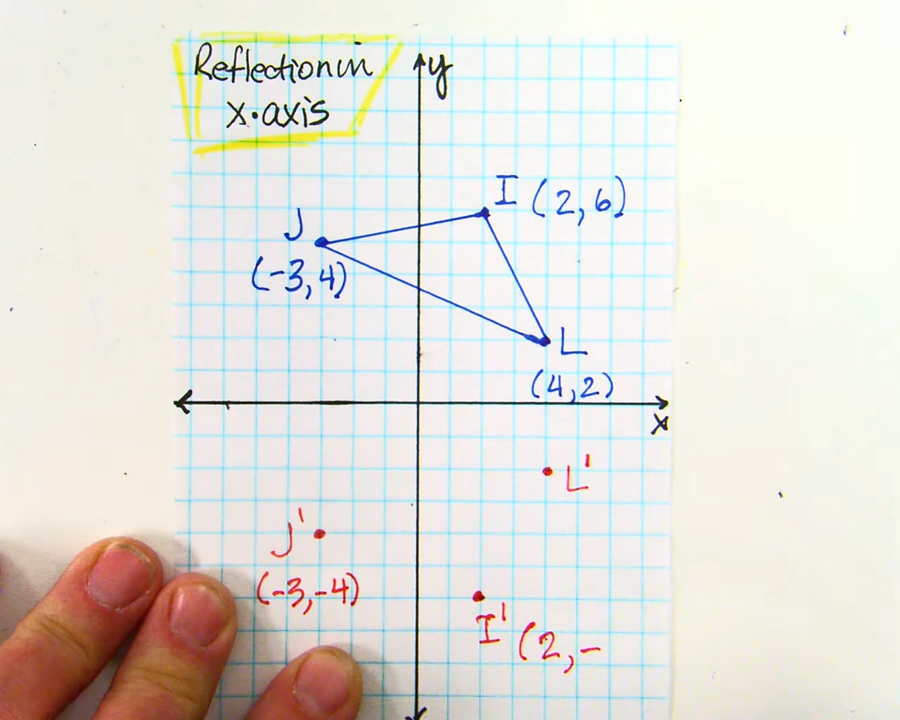 Reflection in
x-axis
y
I (2,6)
J
(-3,4)
L
(4,2)
x
L'
J'
(-3,-4)
I' (2,-